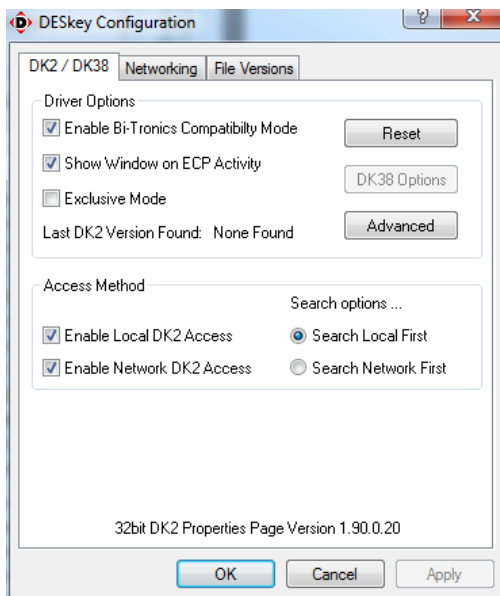 DESkey Configuration
DK2 / DK38 Networking File Versions
Driver Options
Enable Bi-Tronics Compatibilty Mode Reset
Show Window on ECP Activity
DK38 Options
Exclusive Mode
Last DK2 Version Found: None Found Advanced
Access Method
Search options ...
Enable Local DK2 Access Search Local First
Enable Network DK2 Access Search Network First
32bit DK2 Properties Page Version 1.90.0.20
OK Cancel Apply